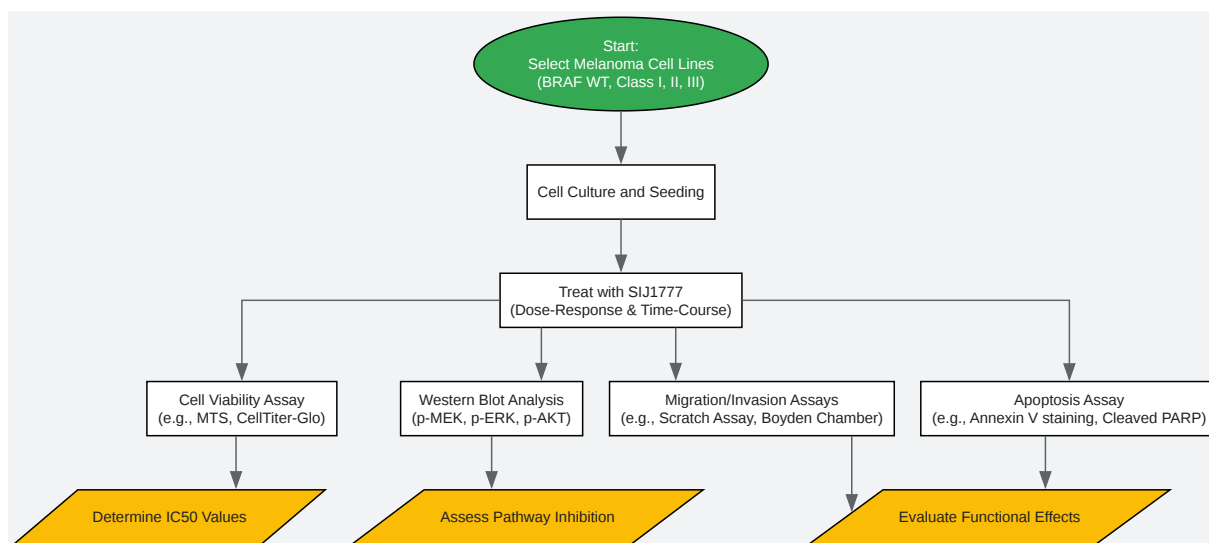 Start:
Select Melanoma Cell Lines
(BRAF WT, Class I, II, III)
Cell Culture and Seeding
Treat with SIJ1777
(Dose-Response & Time-Course)
Cell Viability Assay
(e.g., MTS, CellTiter-Glo)
Western Blot Analysis
(p-MEK, p-ERK, p-AKT)
Migration/Invasion Assays
(e.g., Scratch Assay, Boyden Chamber)
Apoptosis Assay
(e.g., Annexin V staining, Cleaved PARP)
Determine IC50 Values
Assess Pathway Inhibition
Evaluate Functional Effects